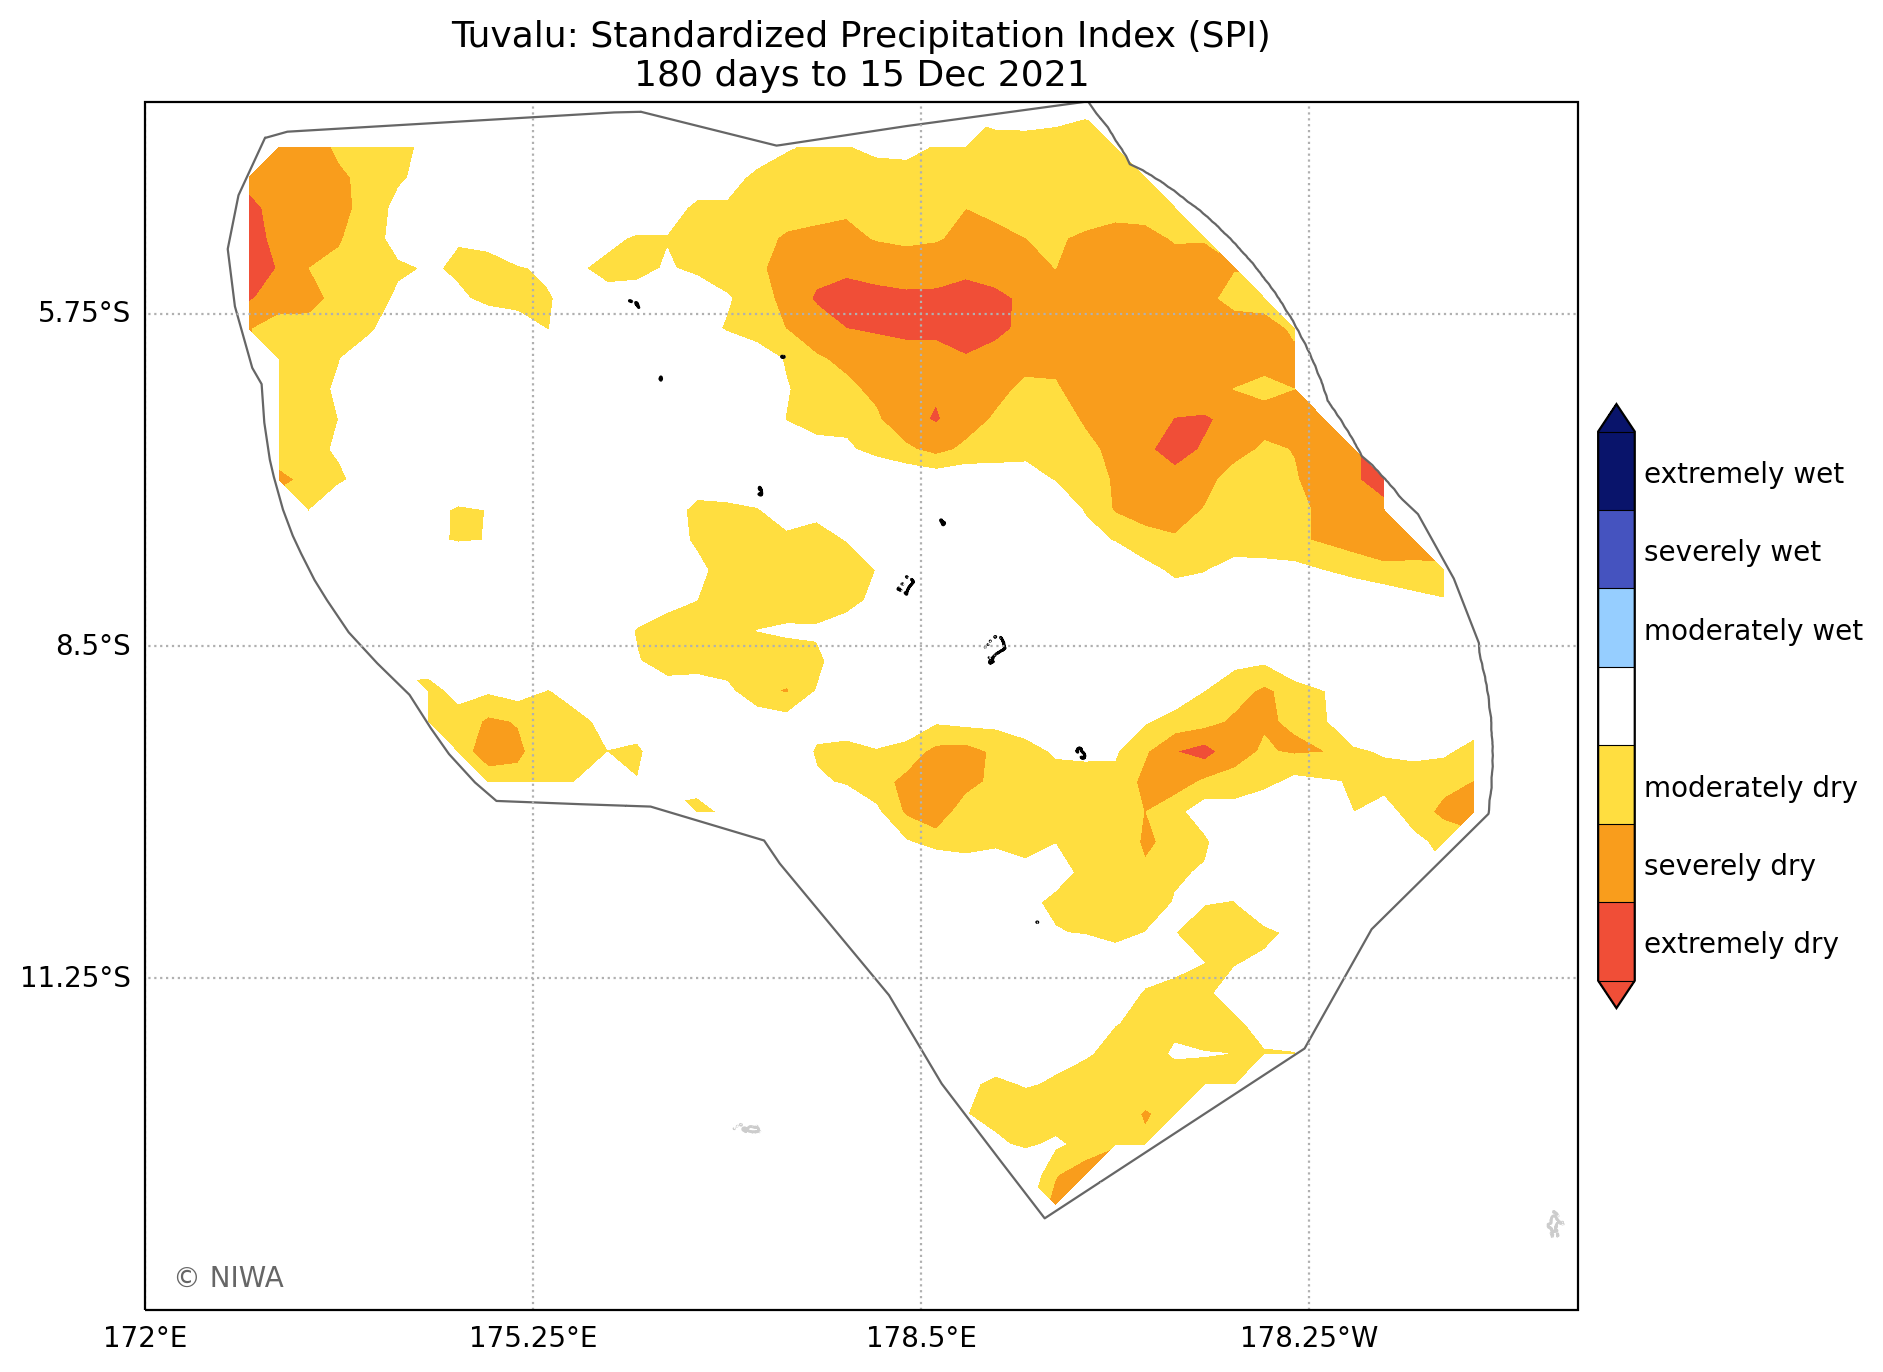 Tuvalu: Standardized Precipitation Index (SPI)
180 days to 15 Dec 2021
5.75°S
8.5°S
11.25°S
172°E
175.25°E
178.5°E
178.25°W
extremely wet
severely wet
moderately wet
moderately dry
severely dry
extremely dry
© NIWA